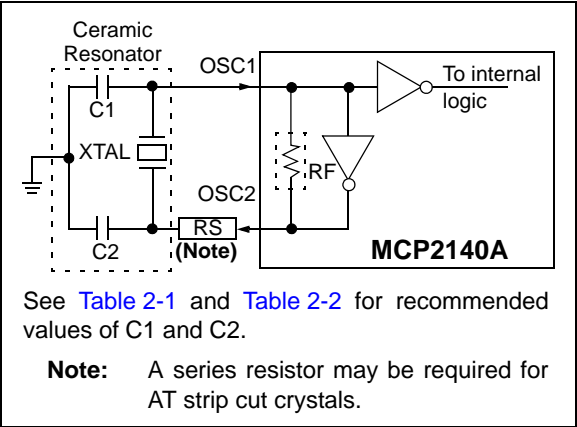 Ceramic
Resonator
OSC1
To internal
logic
C1
XTAL
RF
OSC2
RS
C2
(Note)
MCP2140A
See Table 2-1 and Table 2-2 for recommended
values of C1 and C2.
Note: A series resistor may be required for
AT strip cut crystals.